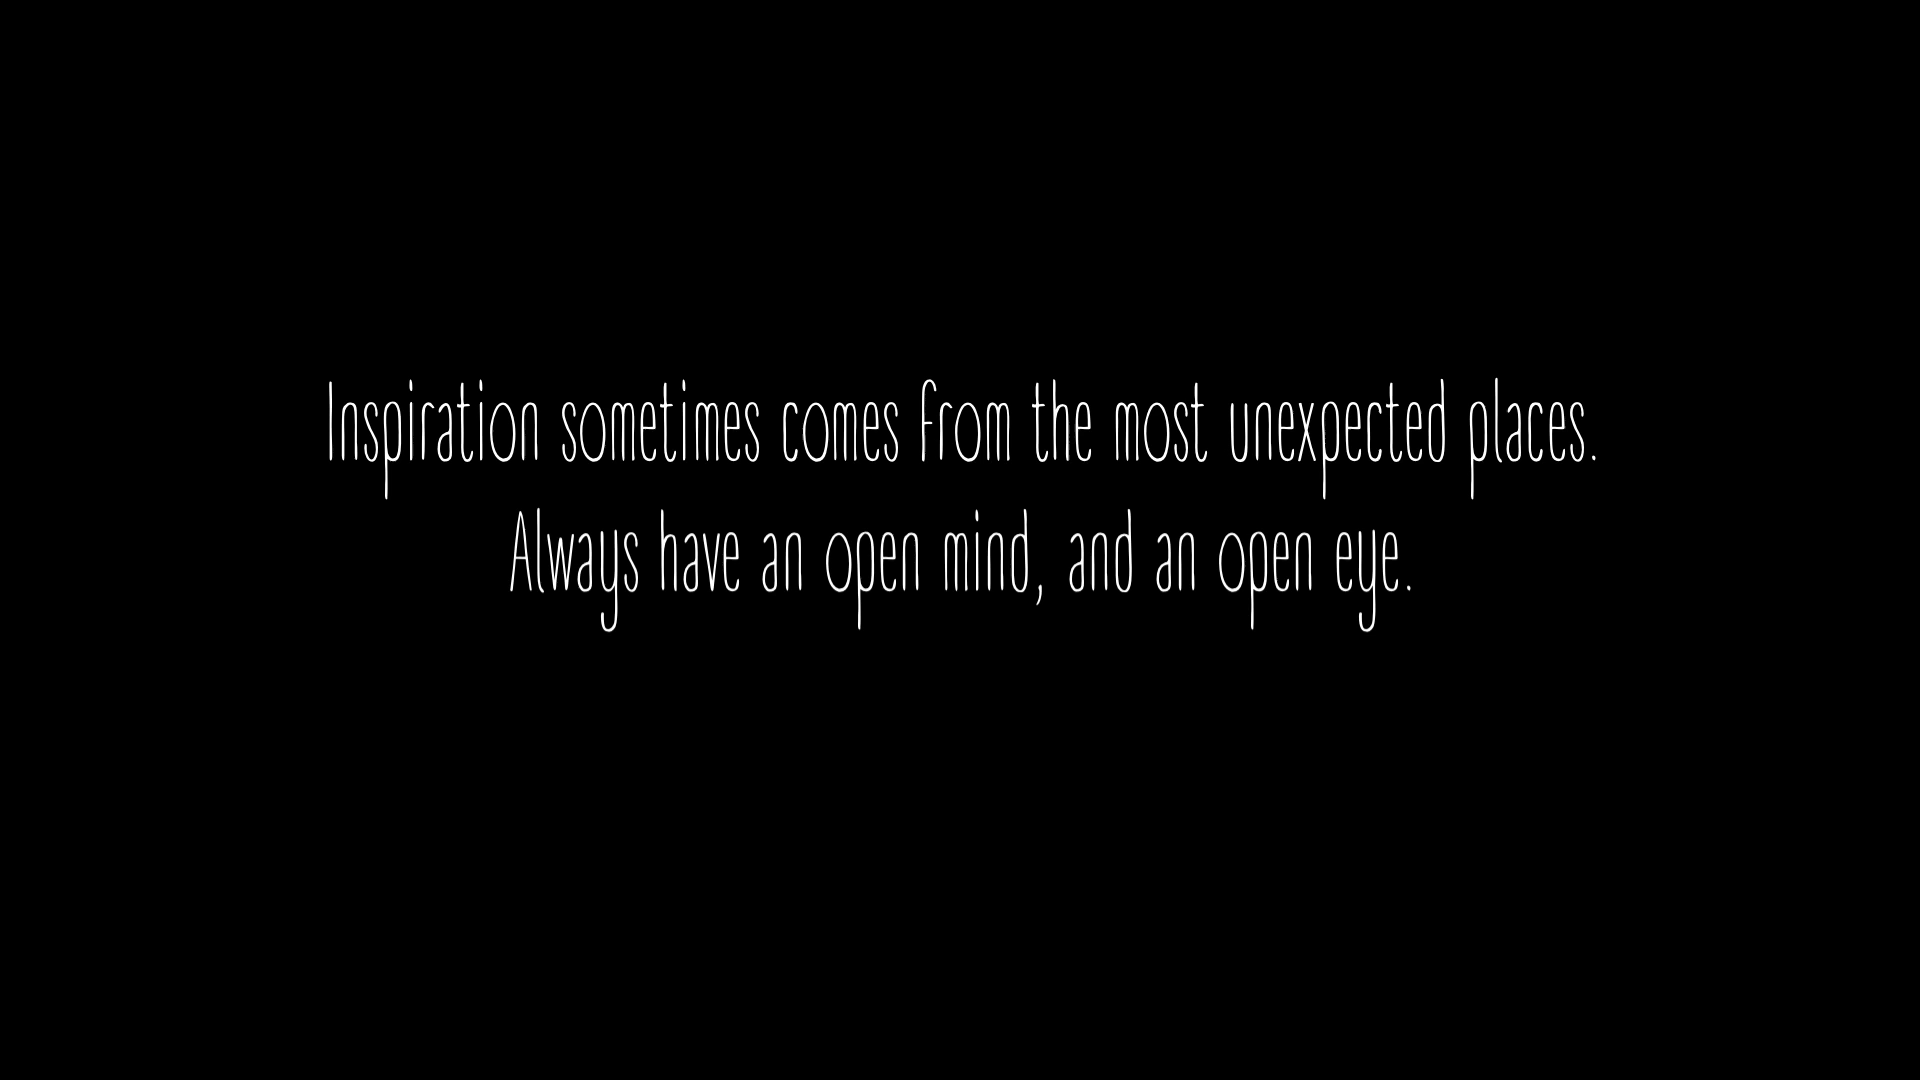 Inspiration sometimes comes from the most unexpected places.
Always have an open mind, and an open eye.